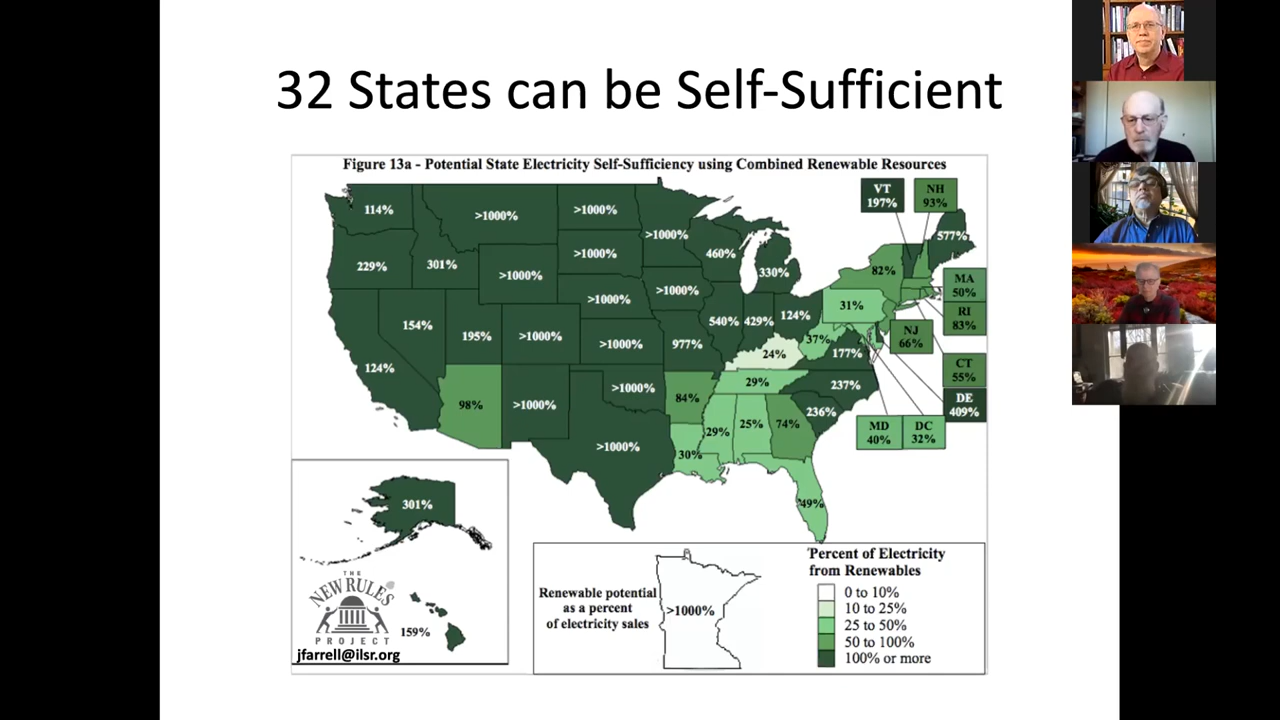 32 States can be Self-Sufficient
Figure 13a - Potential State Electricity Self-Sufficiency using Combined Renewable Resources
VT
197%
NH
93%
114%
>1000%
>1000%
>1000%
577%
229%
301%
>1000%
>1000%
460%
330%
82%
MA
50%
154%
195%
>1000%
>1000%
>1000%
540%
429%
124%
31%
RI
83%
124%
>1000%
977%
24%
37%
177%
NJ
66%
CT
55%
98%
>1000%
>1000%
84%
29%
237%
DE
409%
>1000%
30%
29%
25%
74%
236%
MD
40%
DC
32%
49%
301%
THE
NEW RULES
PROJECT
159%
jfarrell@ilsr.org
Renewable potential
as a percent
of electricity sales
>1000%
Percent of Electricity
from Renewables
0 to 10%
10 to 25%
25 to 50%
50 to 100%
100% or more